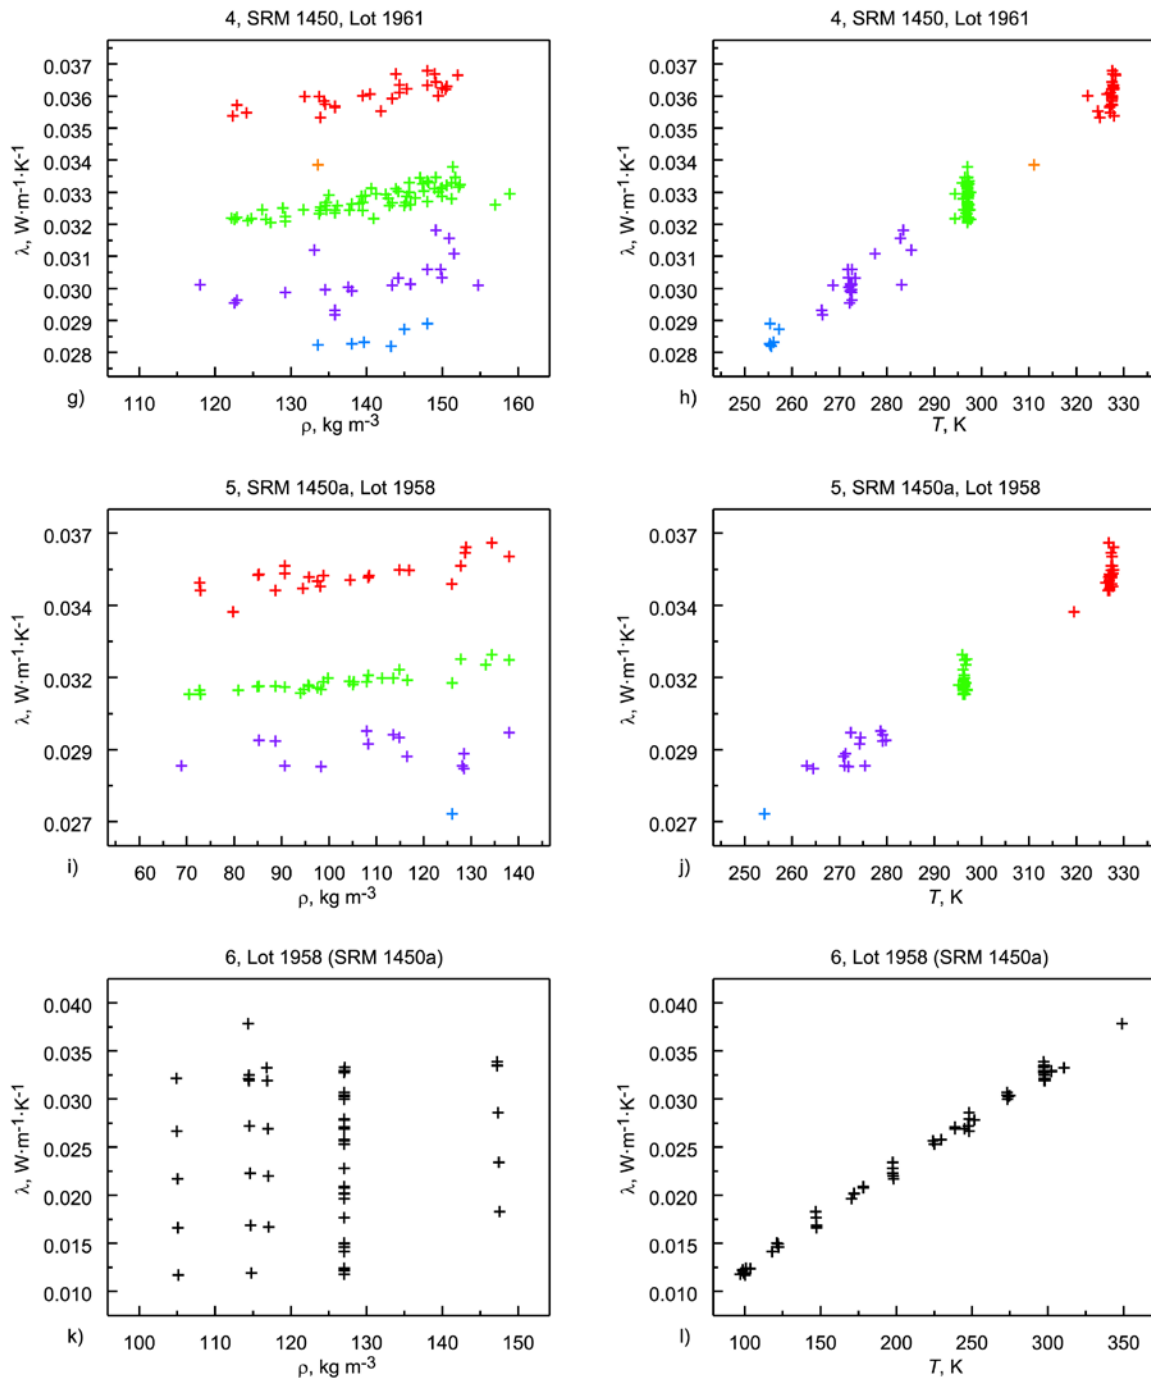 4, SRM 1450, Lot 1961
0.037
0.036
0.035
0.034
0.033
0.032
0.031
0.030
0.029
0.028
λ, W·m-1·K-1
110 120 130 140 150 160
ρ, kg m-3
g)
4, SRM 1450, Lot 1961
0.037
0.036
0.035
0.034
0.033
0.032
0.031
0.030
0.029
0.028
λ, W·m-1·K-1
250 260 270 280 290 300 310 320 330
T, K
h)
5, SRM 1450a, Lot 1958
0.037
0.034
0.032
0.029
0.027
λ, W·m-1·K-1
60 70 80 90 100 110 120 130 140
ρ, kg m-3
i)
5, SRM 1450a, Lot 1958
0.037
0.034
0.032
0.029
0.027
λ, W·m-1·K-1
250 260 270 280 290 300 310 320 330
T, K
j)
6, Lot 1958 (SRM 1450a)
0.040
0.035
0.030
0.025
0.020
0.015
0.010
λ, W·m-1·K-1
100 110 120 130 140 150
ρ, kg m-3
k)
6, Lot 1958 (SRM 1450a)
0.040
0.035
0.030
0.025
0.020
0.015
0.010
λ, W·m-1·K-1
100 150 200 250 300 350
T, K
l)